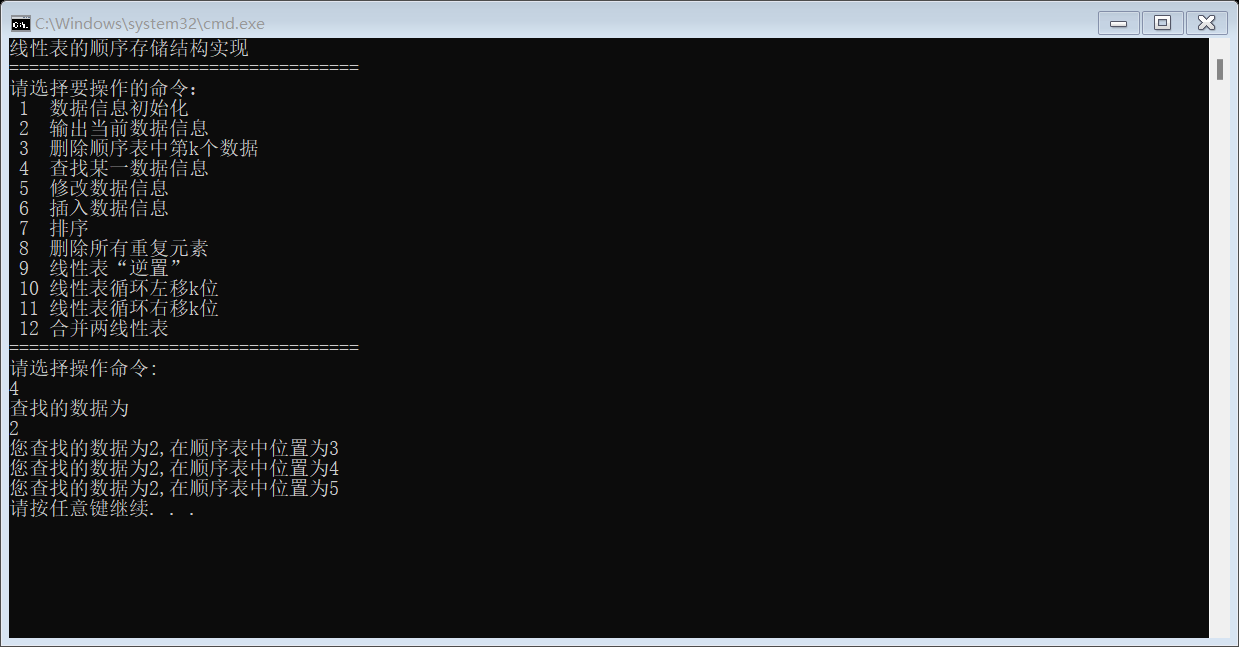 C:\Windows\system32\cmd.exe
线性表的顺序存储结构实现
===================================
请选择要操作的命令：
1 数据信息初始化
2 输出当前数据信息
3 删除顺序表中第k个数据
4 查找某一数据信息
5 修改数据信息
6 插入数据信息
7 排序
8 删除所有重复元素
9 线性表“逆置”
10 线性表循环左移k位
11 线性表循环右移k位
12 合并两线性表
===================================
请选择操作命令:
4
查找的数据为
2
您查找的数据为2,在顺序表中位置为3
您查找的数据为2,在顺序表中位置为4
您查找的数据为2,在顺序表中位置为5
请按任意键继续. . .